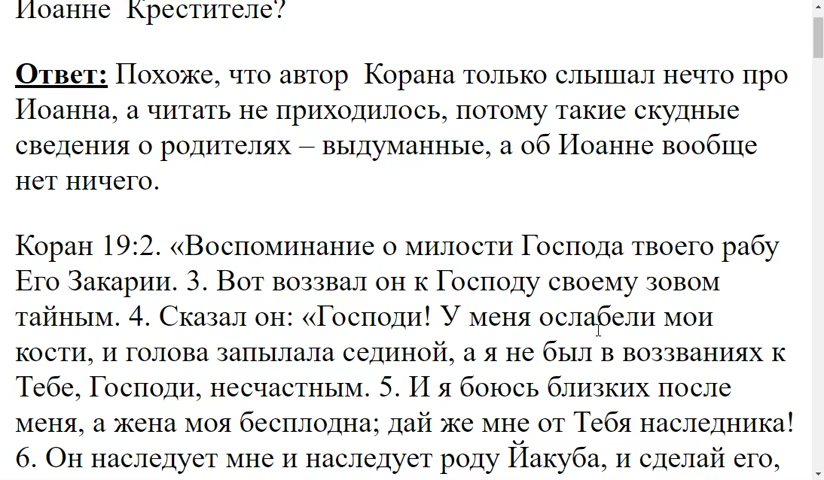 Иоанне Крестителе?
Ответ: Похоже, что автор Корана только слышал нечто про
Иоанна, а читать не приходилось, потому такие скудные
сведения о родителях – выдуманные, а об Иоанне вообще
нет ничего.
Коран 19:2. «Воспоминание о милости Господа твоего рабу
Его Закарии. 3. Вот воззвал он к Господу своему зовом
тайным. 4. Сказал он: «Господи! У меня ослабели мои
кости, и голова запылала сединой, а я не был в воззваниях к
Тебе, Господи, несчастным. 5. И я боюсь близких после
меня, а жена моя бесплодна; дай же мне от Тебя наследника!
6. Он наследует мне и наследует роду Йакуба, и сделай его,